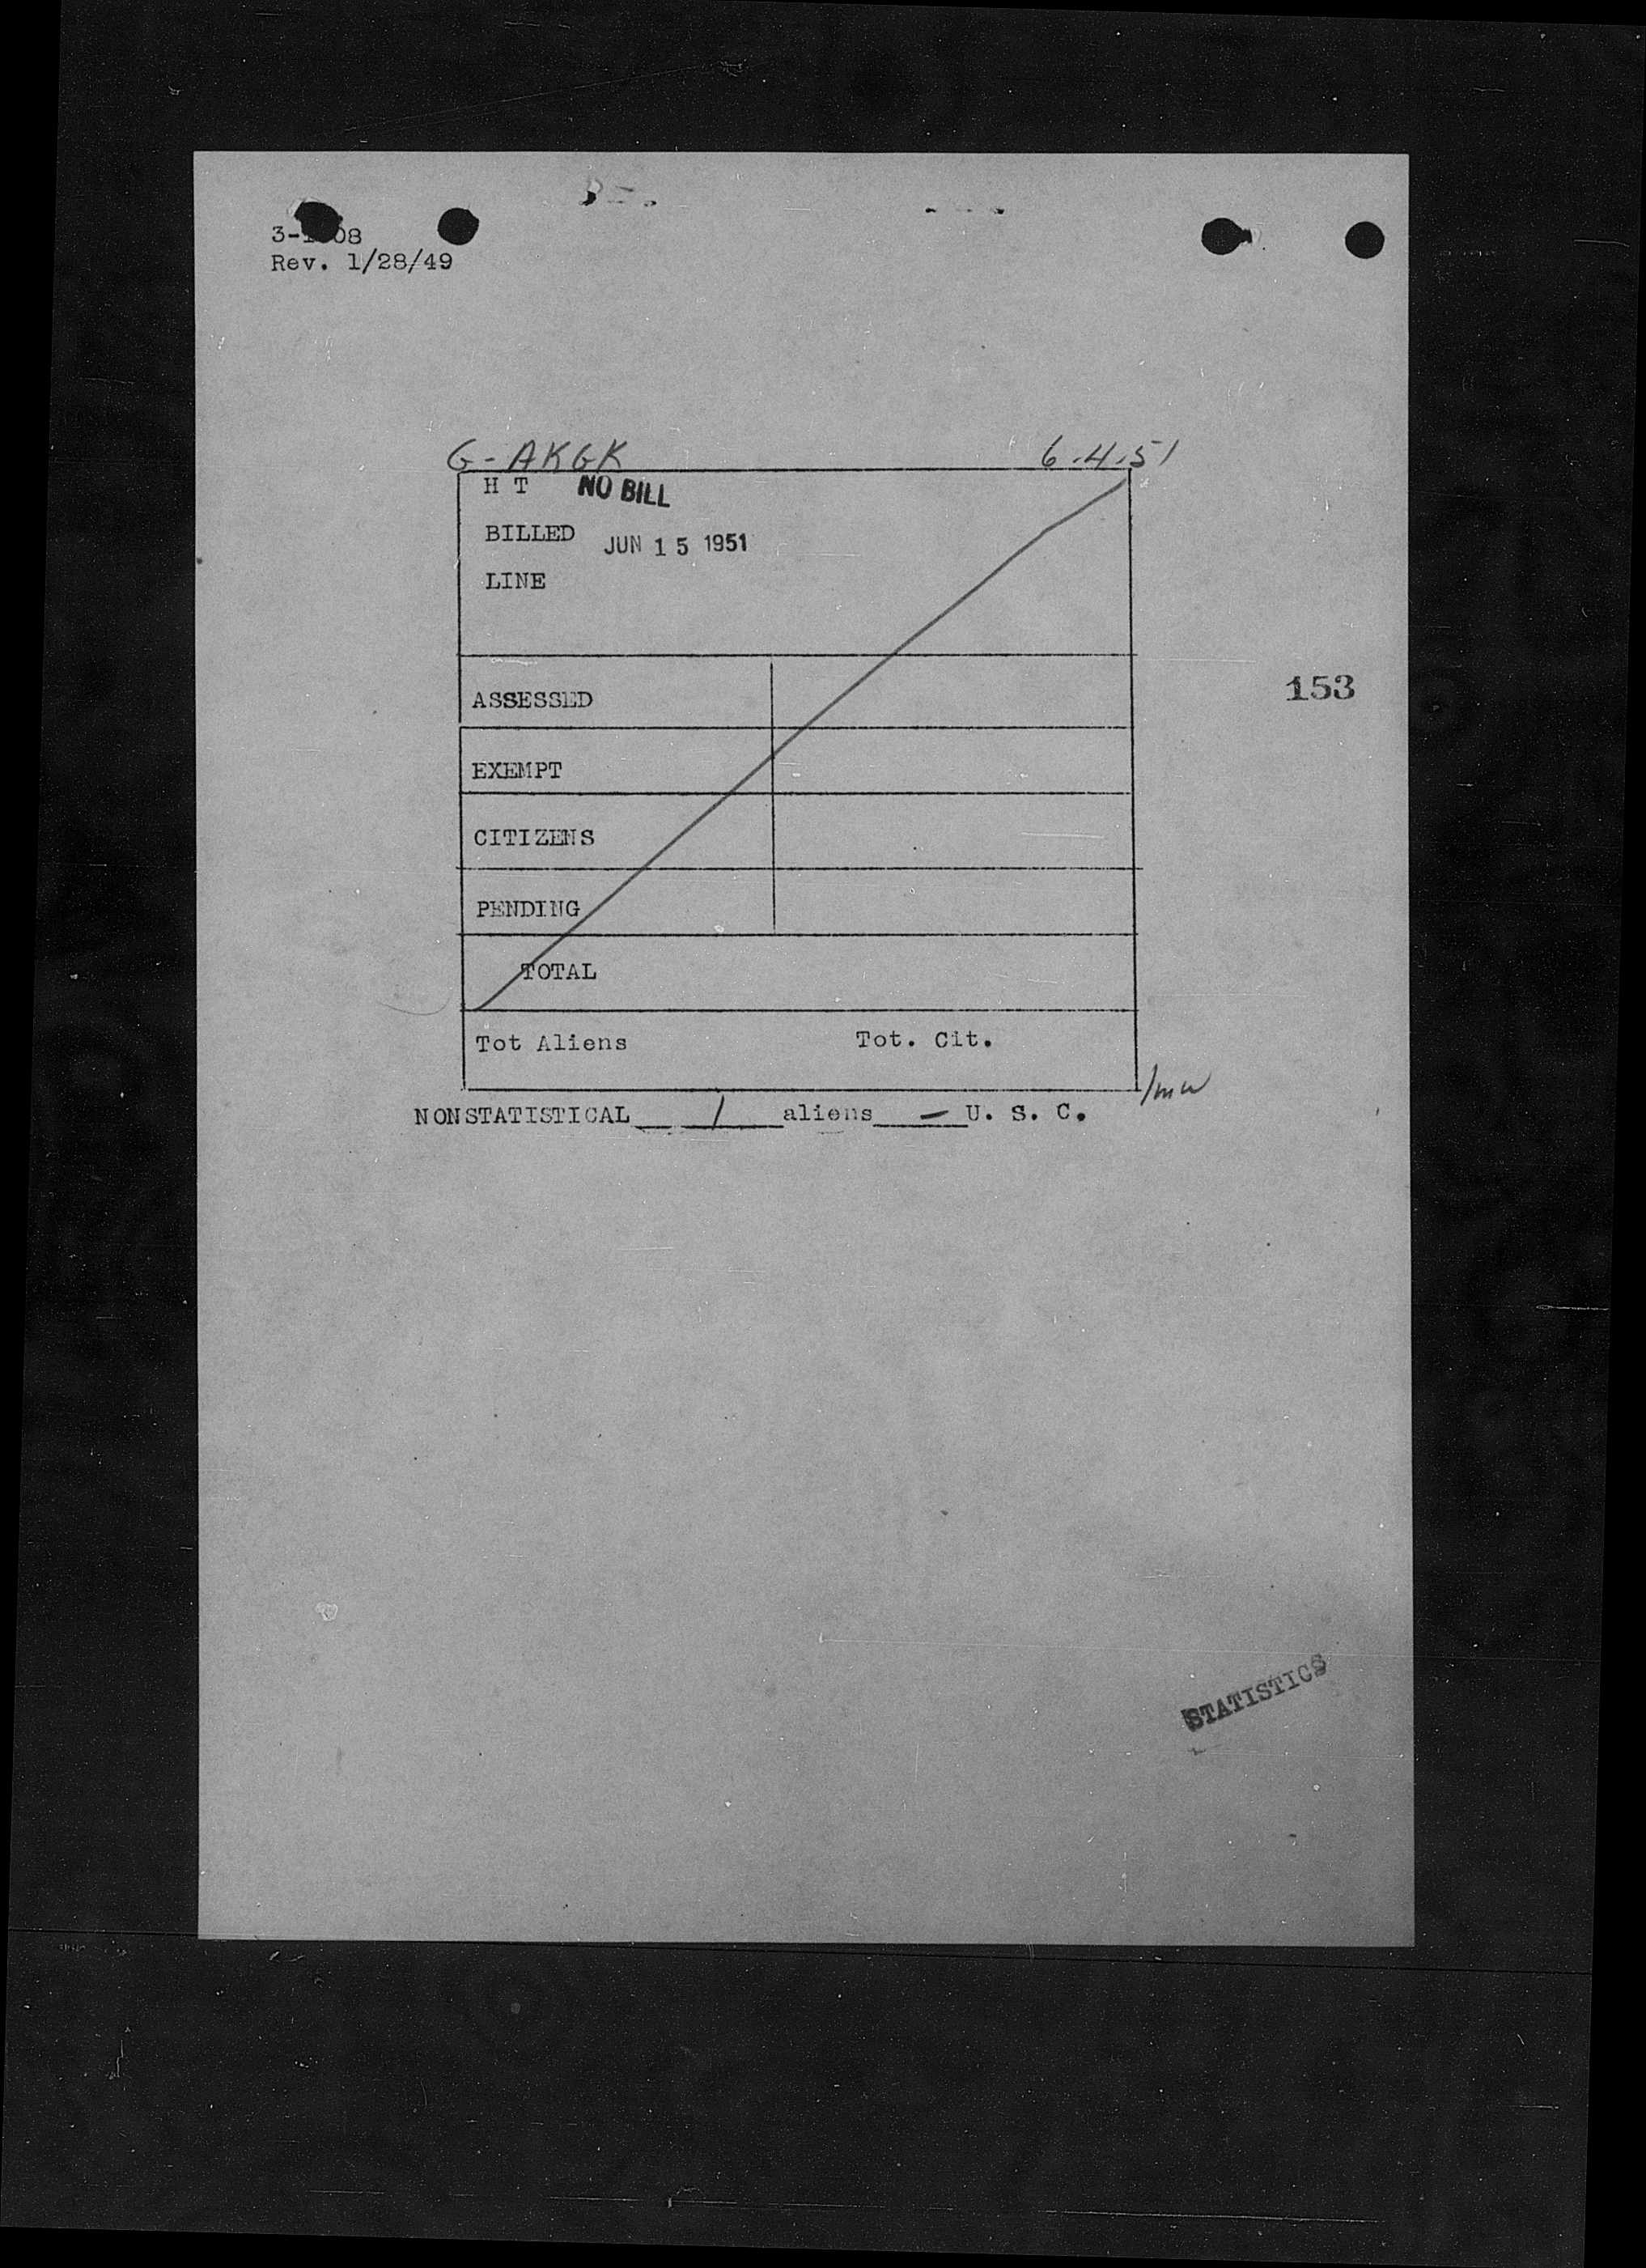 Rev. 1/28/49
G-AKGK 6.4.51
H T NO BILL
BILLED JUN 15 1951
LINE
ASSESSED
153
EXEMPT
CITIZENS
PENDING
TOTAL
Tot Aliens Tot. Cit.
NONSTATISTICAL 1 aliens - U. S. C.
STATISTICS